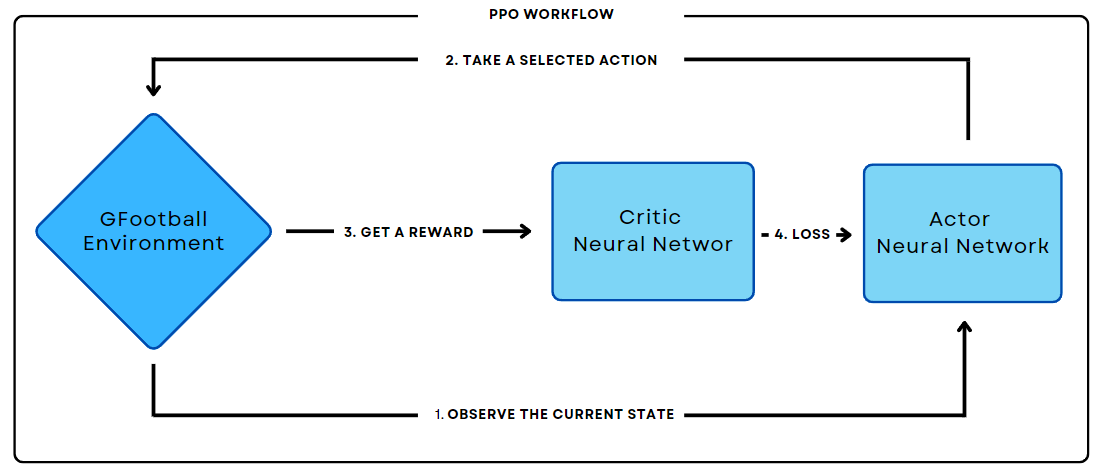 PPO WORKFLOW
2. TAKE A SELECTED ACTION
GFootball
Environment
3. GET A REWARD
Critic
Neural Networ
4. LOSS
Actor
Neural Network
1. OBSERVE THE CURRENT STATE